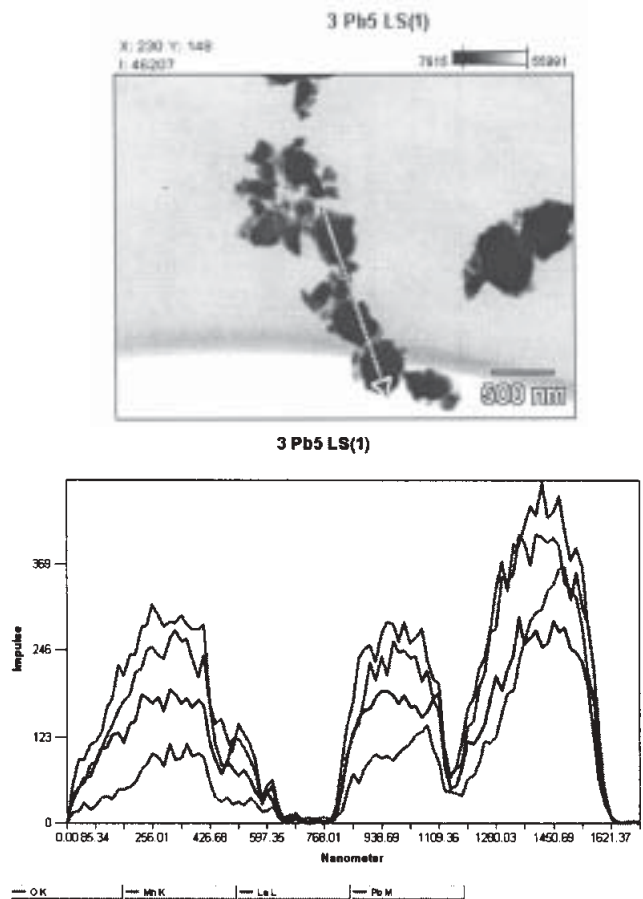 3 Pb5 LS(1)
X: 230 Y: 148
I: 46207
7915 55991
500 nm
3 Pb5 LS(1)
369
246
123
0
Impulse
0.00 85.34 256.01 426.68 597.35 768.01 938.69 1109.36 1280.03 1450.69 1621.37
Nanometer
O K Mn K La L Pb M